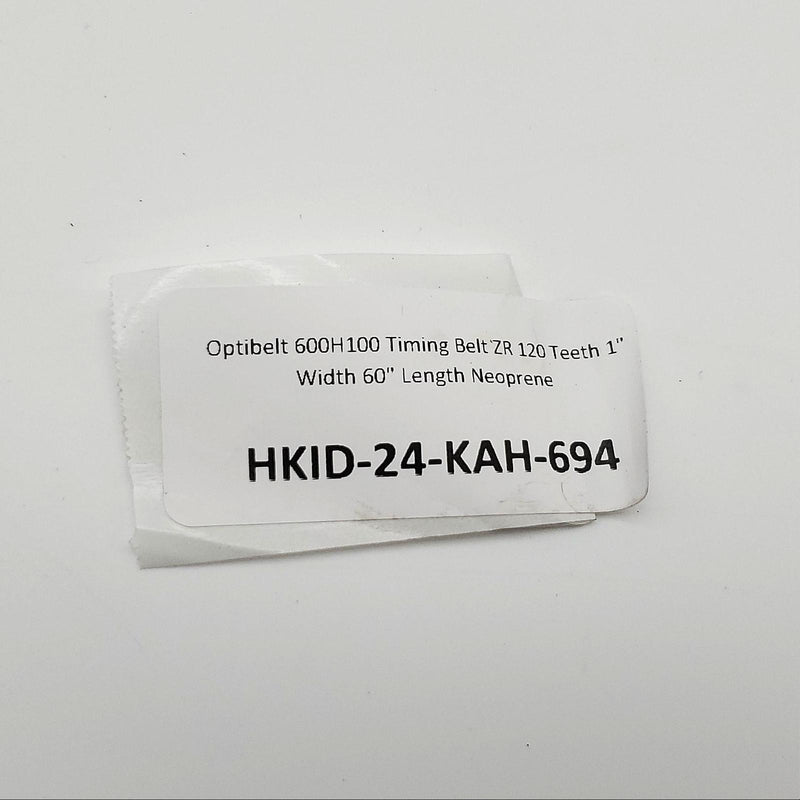 Optibelt 600H100 Timing Belt ZR 120 Teeth 1"
Width 60" Length Neoprene
HKID-24-KAH-694